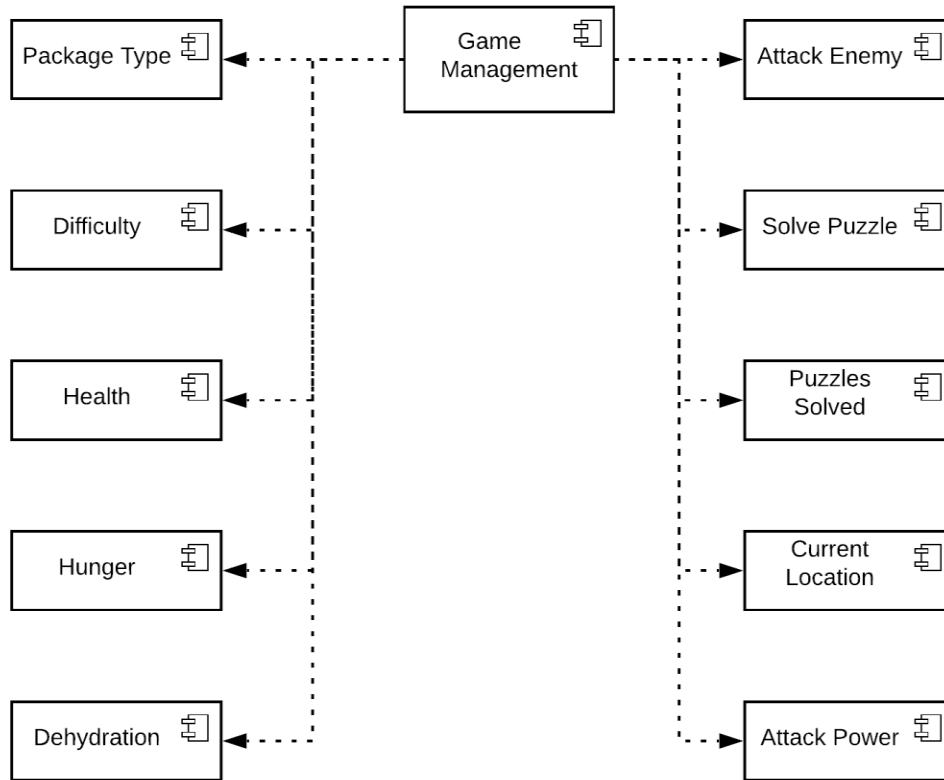 Package Type
Game
Management
Attack Enemy
Difficulty
Solve Puzzle
Health
Puzzles
Solved
Hunger
Current
Location
Dehydration
Attack Power